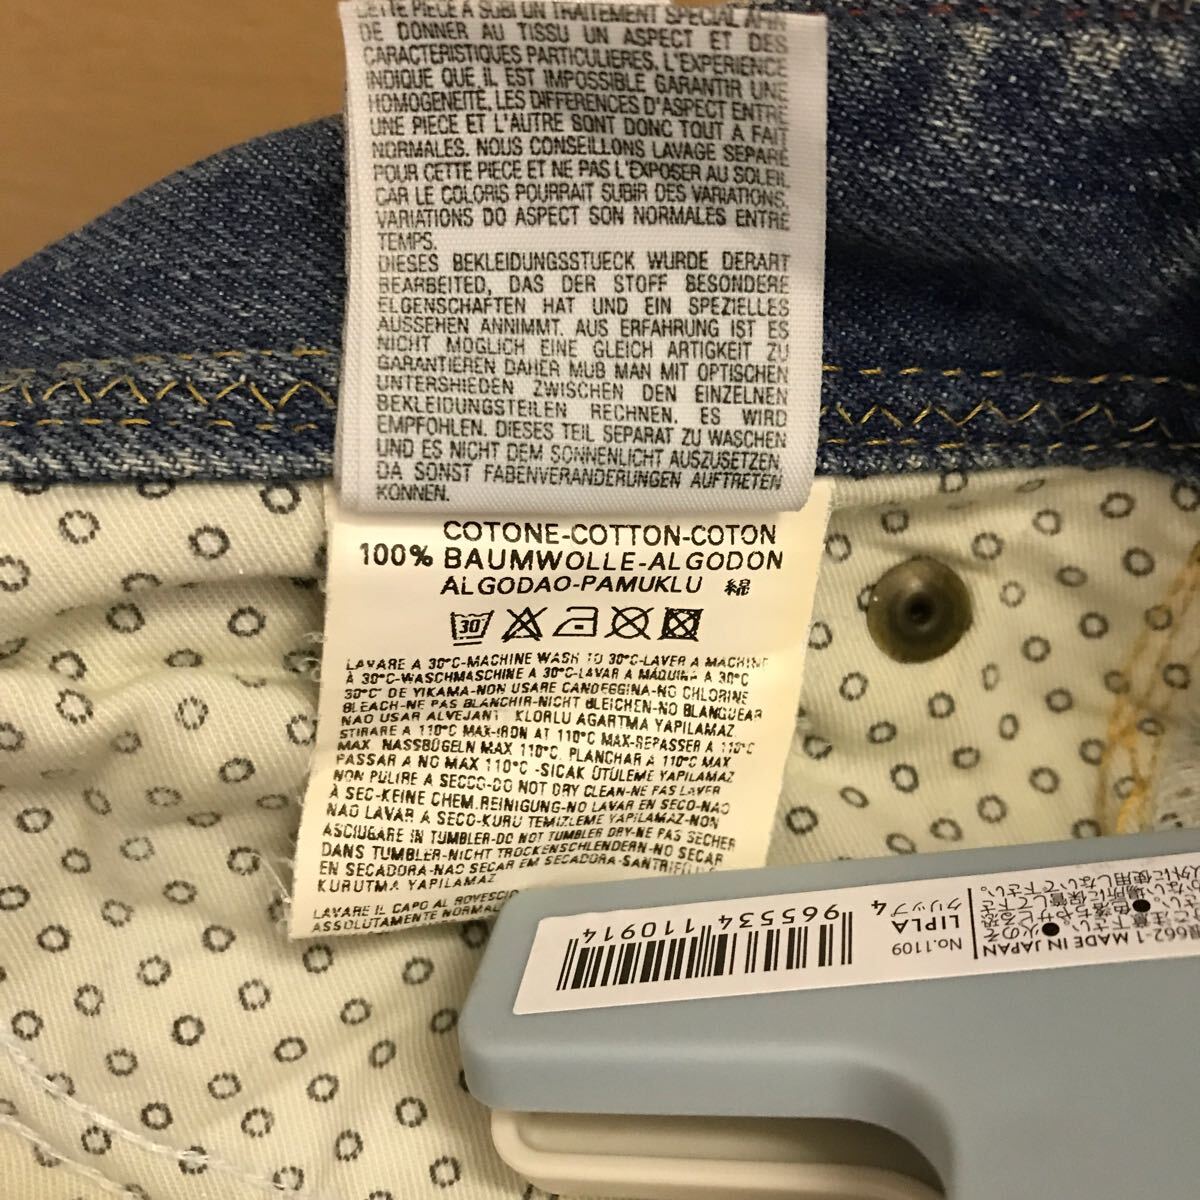 CETTE PIECE A SUBI UN TRAITEMENT SPECIAL AFIN
DE DONNER AU TISSU UN ASPECT ET DES
CARACTERISTIQUES PARTICULIERES, L'EXPERIENCE
INDIQUE QUE IL EST IMPOSSIBLE GARANTIR UNE
HOMOGENEITE, LES DIFFERENCES D'ASPECT ENTRE
UNE PIECE ET L'AUTRE SONT DONC TOUT A FAIT
NORMALES. NOUS CONSEILLONS LAVAGE SEPARE
POUR CETTE PIECE ET NE PAS L'EXPOSER AU SOLEIL
CAR LE COLORIS POURRAIT SUBIR DES VARIATIONS,
VARIATIONS DO ASPECT SON NORMALES ENTRE
TEMPS.
DIESES BEKLEIDUNGSSTUECK WURDE DERART
BEARBEITED, DAS DER STOFF BESONDERE
ELGENSCHAFTEN HAT UND EIN SPEZIELLES
AUSSEHEN ANNIMMT. AUS ERFAHRUNG IST ES
NICHT MOGLICH EINE GLEICH ARTIGKEIT ZU
GARANTIEREN DAHER MUB MAN MIT OPTISCHEN
UNTERSHIEDEN ZWISCHEN DEN EINZELNEN
BEKLEIDUNGSTEILEN RECHNEN. ES WIRD
EMPFOHLEN. DIESES TEIL SEPARAT ZU WASCHEN
UND ES NICHT DEM SONNENLICHT AUSZUSETZEN,
DA SONST FABENVERANDERUNGEN AUFTRETEN
KONNEN.
COTONE-COTTON-COTON
100% BAUMWOLLE-ALGODON
ALGODAO-PAMUKLU 綿
30
LAVARE A 30°C-MACHINE WASH TO 30°C-LAVER A MACHINE
À 30°C-WASCHMASCHINE A 30°C-LAVAR A MÁQUINA A 30°C
30°C' DE YIKAMA-NON USARE CANDEGGINA-NO CHLORINE
BLEACH-NE PAS BLANCHIR-NICHT BLEICHEN-NO BLANQUEAR
NAO USAR ALVEJANT KLORLU AGARTMA YAPILAMAZ
STIRARE A 110°C MAX-IRON AT 110°C MAX-REPASSER A 110°C
MAX. NASSBÜGELN MAX 110°C. PLANCHAR A 110°C MAX
PASSAR A NO MAX 110°C -SICAK ÜTÜLEME YAPILAMAZ
NON PULIRE A SECCO-DO NOT DRY CLEAN-NE PAS LAVER
À SEC-KEINE CHEM.REINIGUNG-NO LAVAR EN SECO-NAO
NAO LAVAR A SECO-KURU TEMIZLEME YAPILAMAZ-NON
ASCIUGARE IN TUMBLER-DO NOT TUMBLER DRY-NE PAS SECHER
DANS TUMBLER-NICHT TROCKENSCHLENDERN-NO SECAR
EN SECADORA-NAO SECAR EM SECADORA-SANTRIFUJLU
KURUTMA YAPILAMAZ
LAVARE IL CAPO AL ROVESCIO
ASSOLUTAMENTE NORMAL
965534 110914
クリップ4
LIPLA
No.1109
662-1 MADE IN JAPAN